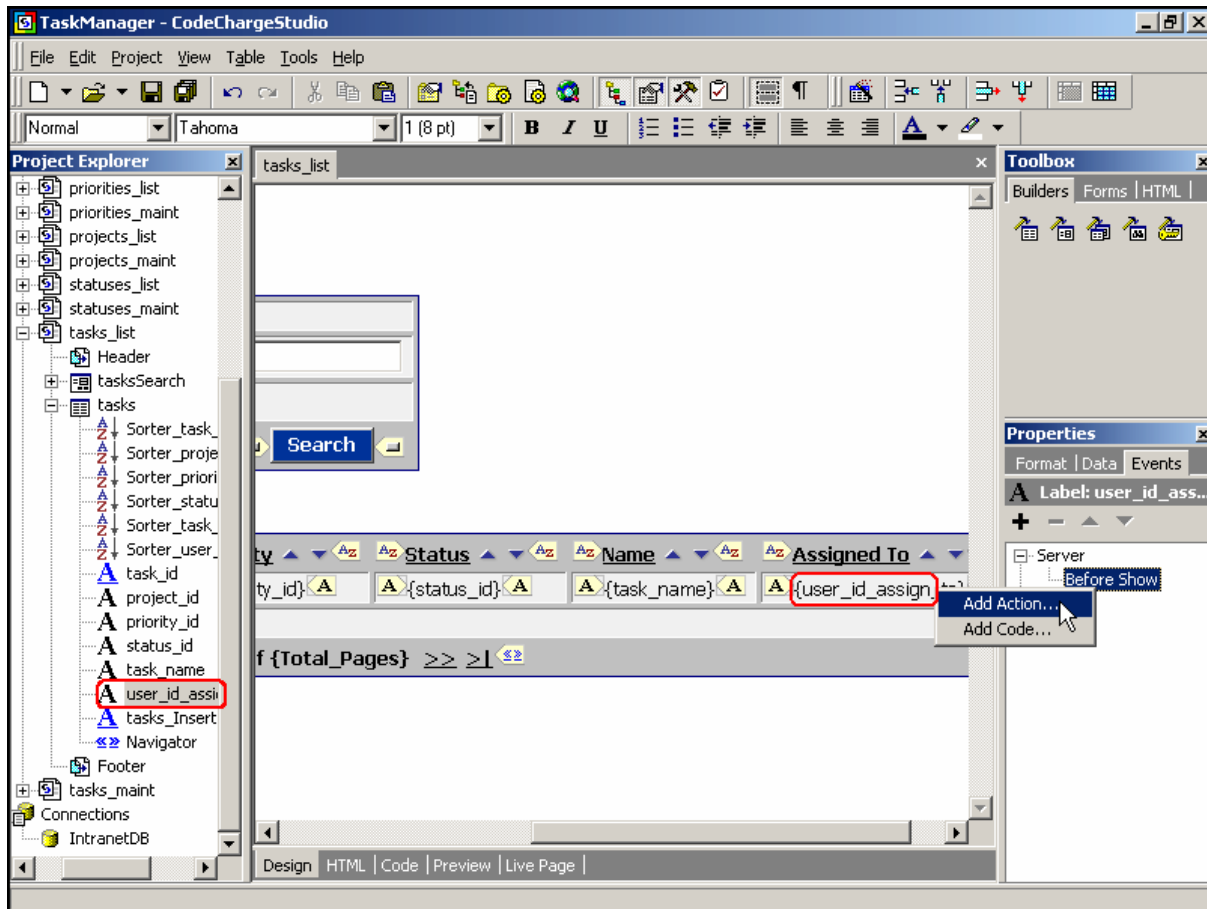 TaskManager - CodeChargeStudio
File Edit Project View Table Tools Help
Normal Tahoma 1 (8 pt) B I U A
Project Explorer
priorities_list
priorities_maint
projects_list
projects_maint
statuses_list
statuses_maint
tasks_list
Header
tasksSearch
tasks
Sorter_task_
Sorter_proje
Sorter_priori
Sorter_statu
Sorter_task_
Sorter_user_
A task_id
A project_id
A priority_id
A status_id
A task_name
A user_id_assi
A tasks_Insert
Navigator
Footer
tasks_maint
Connections
IntranetDB
tasks_list
Search
ty Status Name Assigned To
ty_id} A A {status_id} A A {task_name} A A {user_id_assign_to}
f {Total_Pages} >> >|
Design HTML Code Preview Live Page
Toolbox
Builders Forms HTML
Properties
Format Data Events
A Label: user_id_ass...
Server
Before Show
Add Action...
Add Code...